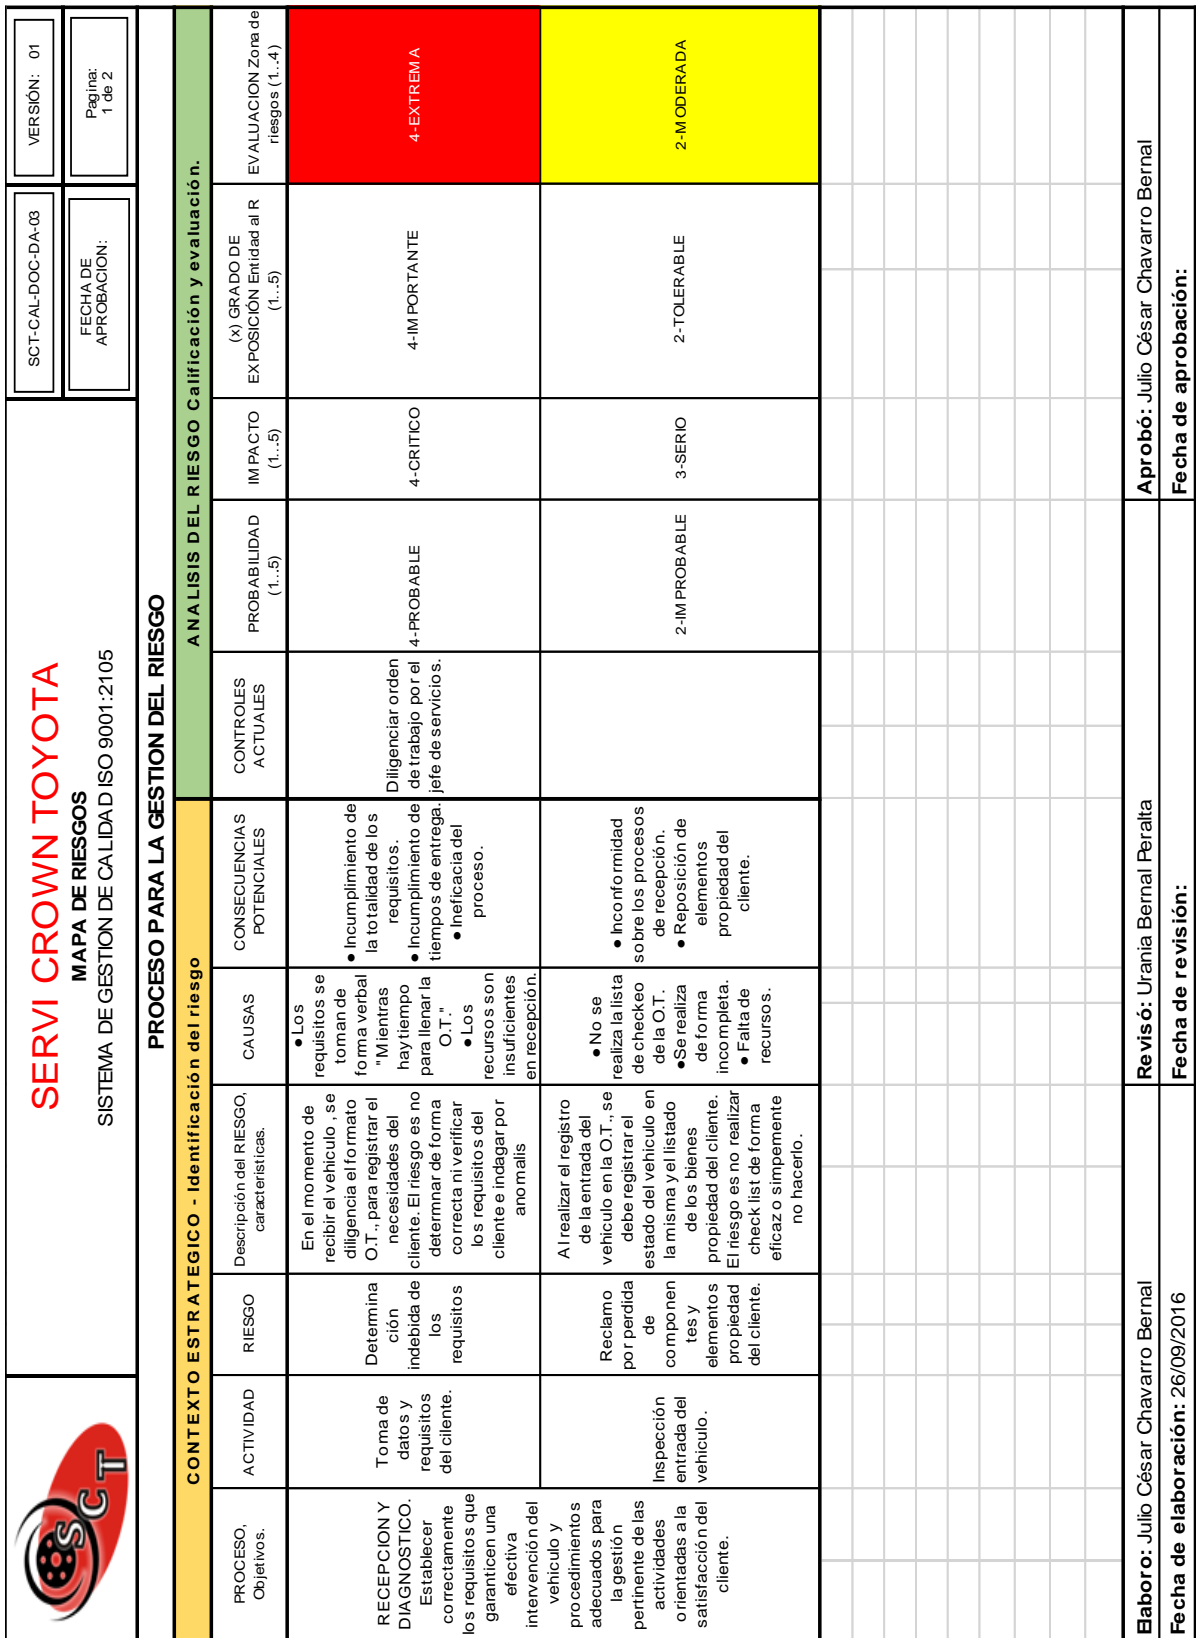 SCT
SERVI CROWN TOYOTA
MAPA DE RIESGOS
SISTEMA DE GESTION DE CALIDAD ISO 9001:2105
SCT-CAL-DOC-DA-03
VERSIÓN: 01
FECHA DE
APROBACION:
Pagina:
1 de 2
PROCESO PARA LA GESTION DEL RIESGO
CONTEXTO ESTRATEGICO - Identificación del riesgo
ANALISIS DEL RIESGO Calificación y evaluación.
PROCESO,
Objetivos.
ACTIVIDAD
RIESGO
Descripción del RIESGO,
caracteristicas.
CAUSAS
CONSECUENCIAS
POTENCIALES
CONTROLES
ACTUALES
PROBABILIDAD
(1...5)
IMPACTO
(1...5)
(x) GRADO DE
EXPOSICIÓN Entidad al R
(1...5)
EVALUACION Zona de
riesgos (1...4)
RECEPCION Y
DIAGNOSTICO.
Establecer
correctamente
los requisitos que
garanticen una
efectiva
intervención del
vehiculo y
procedimientos
adecuados para
la gestión
pertinente de las
actividades
orientadas a la
satisfacción del
cliente.
Toma de
datos y
requisitos
del cilente.
Determina
ción
indebida de
los
requisitos
En el momento de
recibir el vehiculo, se
diligencia el formato
O.T., para registrar el
necesidades del
cliente. El riesgo es no
determnar de forma
correcta ni verificar
los requisitos del
cliente e indagar por
anomalis
● Los
requisitos se
toman de
forma verbal
"Mientras
hay tiempo
para llenar la
O.T."
● Los
recursos son
insuficientes
en recepción.
● Incumplimiento de
la totalidad de los
requisitos.
● Incumplimiento de
tiempos de entrega.
● Ineficacia del
proceso.
Diligenciar orden
de trabajo por el
jefe de servicios.
4-PROBABLE
4-CRITICO
4-IMPORTANTE
4-EXTREMA
Inspección
entrada del
vehiculo.
Reclamo
por perdida
de
componen
tes y
elementos
propiedad
del cliente.
Al realizar el registro
de la entrada del
vehiculo en la O.T., se
debe registrar el
estado del vehiculo en
la misma y el listado
de los bienes
propiedad del cliente.
El riesgo es no realizar
check list de forma
eficaz o simpemente
no hacerlo.
● No se
realiza la lista
de checkeo
de la O.T.
●Se realiza
de forma
incompleta.
● Falta de
recursos.
● Inconformidad
sobre los procesos
de recepción.
● Reposición de
elementos
propiedad del
cliente.
2-IMPROBABLE
3-SERIO
2-TOLERABLE
2-MODERADA
Elaboro: Julio César Chavarro Bernal
Revisó: Urania Bernal Peralta
Aprobó: Julio César Chavarro Bernal
Fecha de elaboración: 26/09/2016
Fecha de revisión:
Fecha de aprobación: